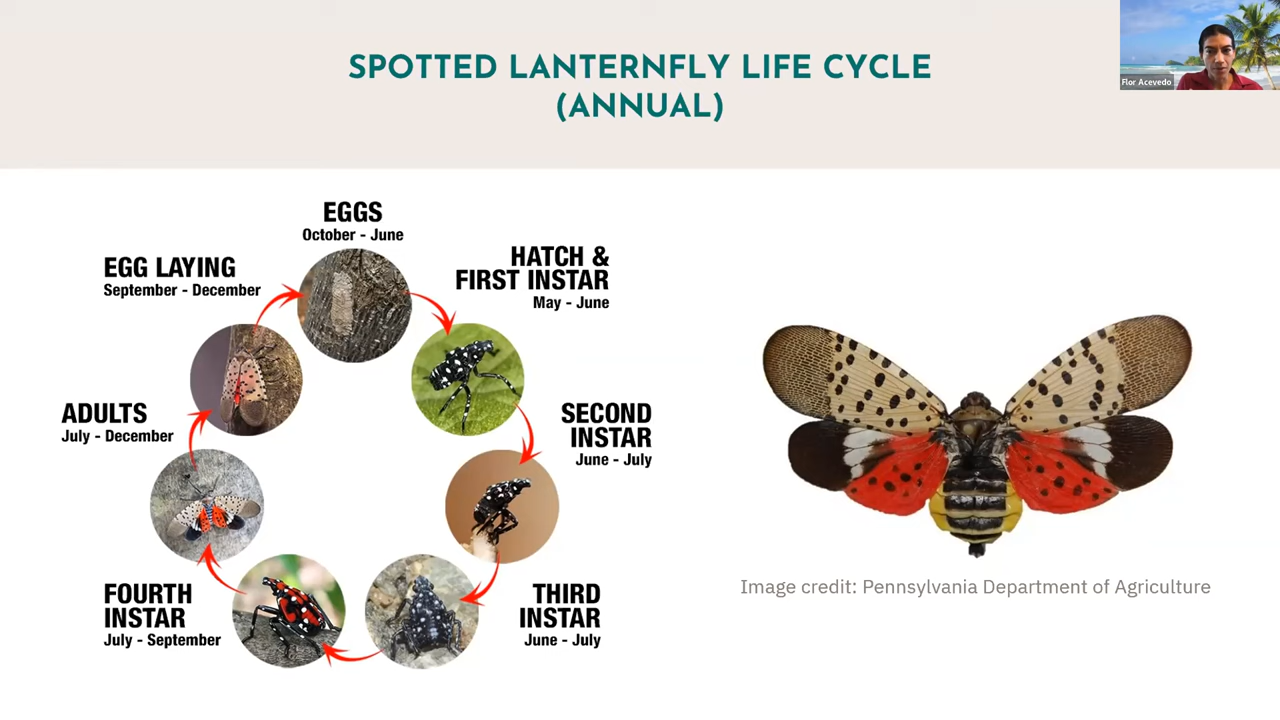 SPOTTED LANTERNFLY LIFE CYCLE
(ANNUAL)
Flor Acevedo
EGGS
October - June
HATCH &
FIRST INSTAR
May - June
SECOND
INSTAR
June - July
THIRD
INSTAR
June - July
FOURTH
INSTAR
July - September
ADULTS
July - December
EGG LAYING
September - December
Image credit: Pennsylvania Department of Agriculture